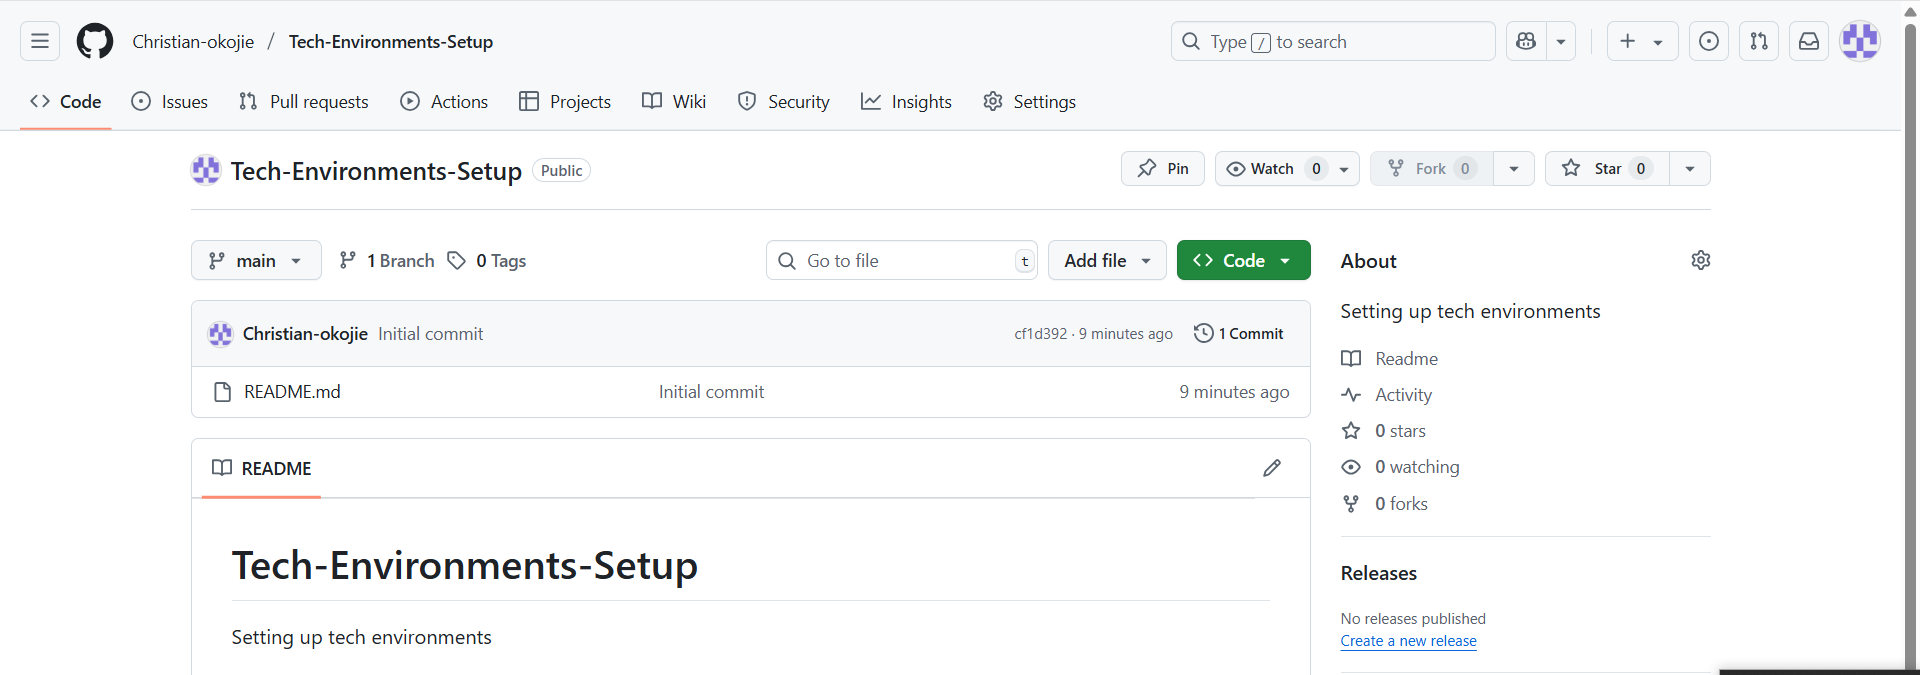 Christian-okojie / Tech-Environments-Setup
Type / to search
Code Issues Pull requests Actions Projects Wiki Security Insights Settings
Tech-Environments-Setup Public
Pin Watch 0 Fork 0 Star 0
main 1 Branch 0 Tags Go to file t Add file Code
About
Setting up tech environments
Christian-okojie Initial commit cf1d392 · 9 minutes ago 1 Commit
README.md Initial commit 9 minutes ago
Readme
Activity
0 stars
0 watching
0 forks
README
Tech-Environments-Setup
Setting up tech environments
Releases
No releases published
Create a new release